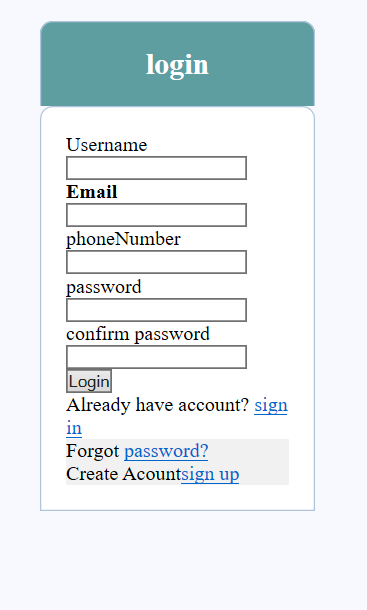 login
Username
Email
phoneNumber
password
confirm password
Login
Already have account? sign
in
Forgot password?
Create Acountsign up